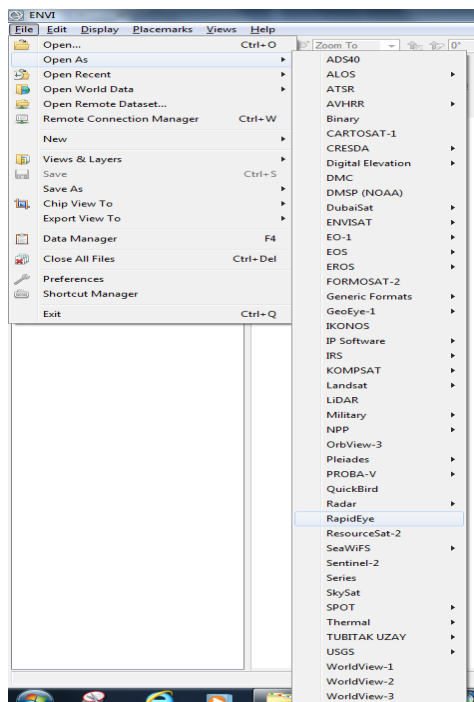 ENVI
File Edit Display Placemarks Views Help
Open... Ctrl+O
Open As
Open Recent
Open World Data
Open Remote Dataset...
Remote Connection Manager Ctrl+W
New
Views & Layers
Save Ctrl+S
Save As
Chip View To
Export View To
Data Manager F4
Close All Files Ctrl+Del
Preferences
Shortcut Manager
Exit Ctrl+Q
Zoom To 0°
ADS40
ALOS
ATSR
AVHRR
Binary
CARTOSAT-1
CRESDA
Digital Elevation
DMC
DMSP (NOAA)
DubaiSat
ENVISAT
EO-1
EOS
EROS
FORMOSAT-2
Generic Formats
GeoEye-1
IKONOS
IP Software
IRS
KOMPSAT
Landsat
LiDAR
Military
NPP
OrbView-3
Pleiades
PROBA-V
QuickBird
Radar
RapidEye
ResourceSat-2
SeaWiFS
Sentinel-2
Series
SkySat
SPOT
Thermal
TUBITAK UZAY
USGS
WorldView-1
WorldView-2
WorldView-3